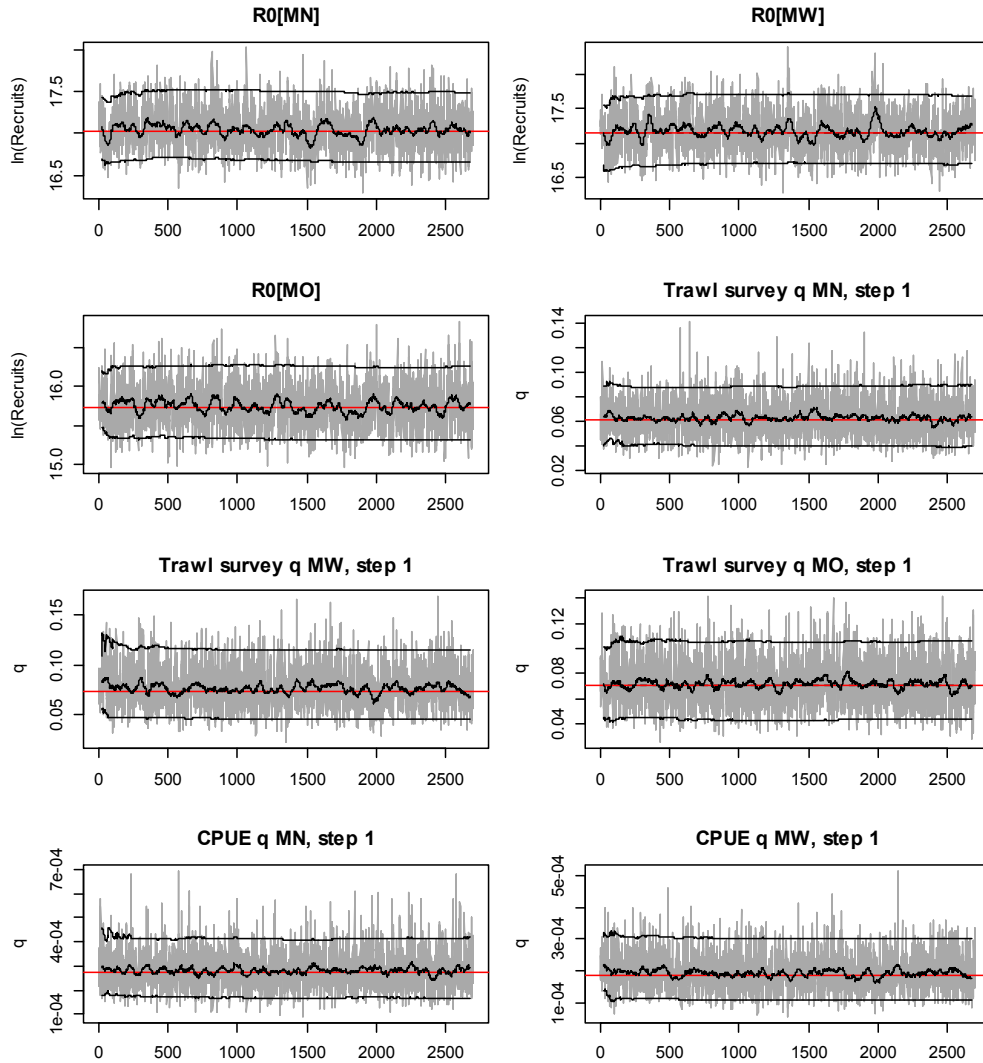 R0[MN]
ln(Recruits)
16.5
17.5
0 500 1000 1500 2000 2500
R0[MW]
ln(Recruits)
16.5
17.5
0 500 1000 1500 2000 2500
R0[MO]
ln(Recruits)
15.0
16.0
0 500 1000 1500 2000 2500
Trawl survey q MN, step 1
q
0.02
0.06
0.10
0.14
0 500 1000 1500 2000 2500
Trawl survey q MW, step 1
q
0.05
0.10
0.15
0 500 1000 1500 2000 2500
Trawl survey q MO, step 1
q
0.04
0.08
0.12
0 500 1000 1500 2000 2500
CPUE q MN, step 1
q
1e-04
4e-04
7e-04
0 500 1000 1500 2000 2500
CPUE q MW, step 1
q
1e-04
3e-04
5e-04
0 500 1000 1500 2000 2500